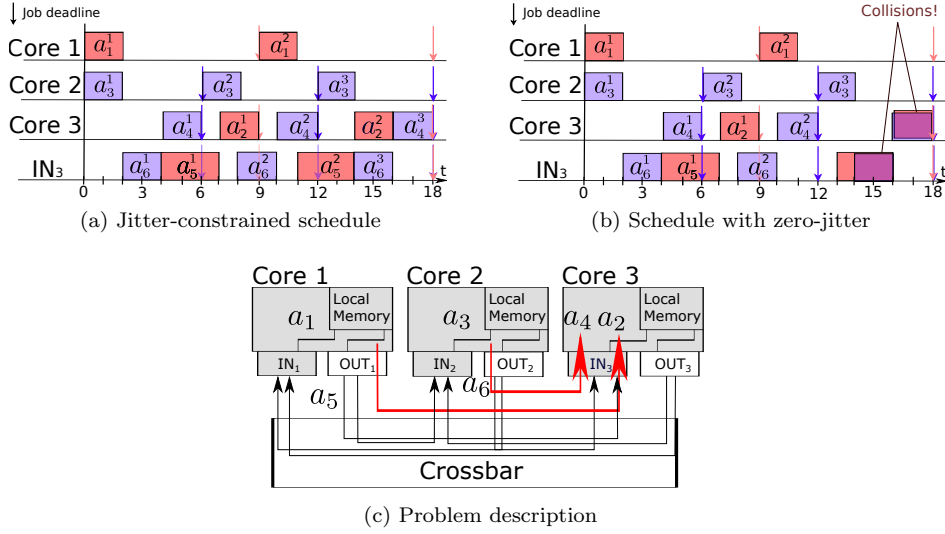 Job deadline
Core 1 a₁¹ a₁²
Core 2 a₃¹ a₃² a₃³
Core 3 a₄¹ a₂¹ a₄² a₂² a₄³
IN₃ a₆¹ a₅¹ a₆² a₅² a₆³ t
0 3 6 9 12 15 18
(a) Jitter-constrained schedule
Job deadline
Collisions!
Core 1 a₁¹ a₁²
Core 2 a₃¹ a₃² a₃³
Core 3 a₄¹ a₂¹ a₄²
IN₃ a₆¹ a₅¹ a₆² t
0 3 6 9 12 15 18
(b) Schedule with zero-jitter
Core 1 Core 2 Core 3
Local Memory
Local Memory
Local Memory
a₁ a₃ a₄ a₂
IN₁ OUT₁ IN₂ OUT₂ IN₃ OUT₃
a₅ a₆
Crossbar
(c) Problem description